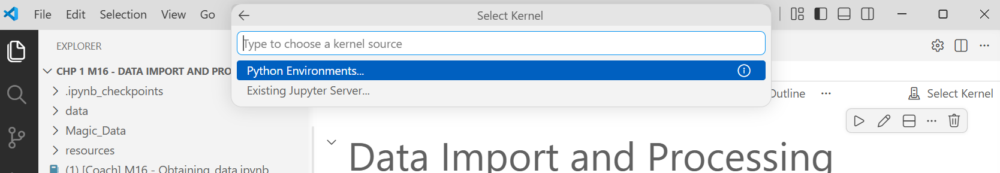 File Edit Selection View Go
Select Kernel
Type to choose a kernel source
Python Environments...
Existing Jupyter Server...
EXPLORER
CHP 1 M16 - DATA IMPORT AND PRO
.ipynb_checkpoints
data
Magic_Data
resources
(1) [Coach] M16 - Obtaining_data.ipynb
Outline ··· Select Kernel
Data Import and Processing